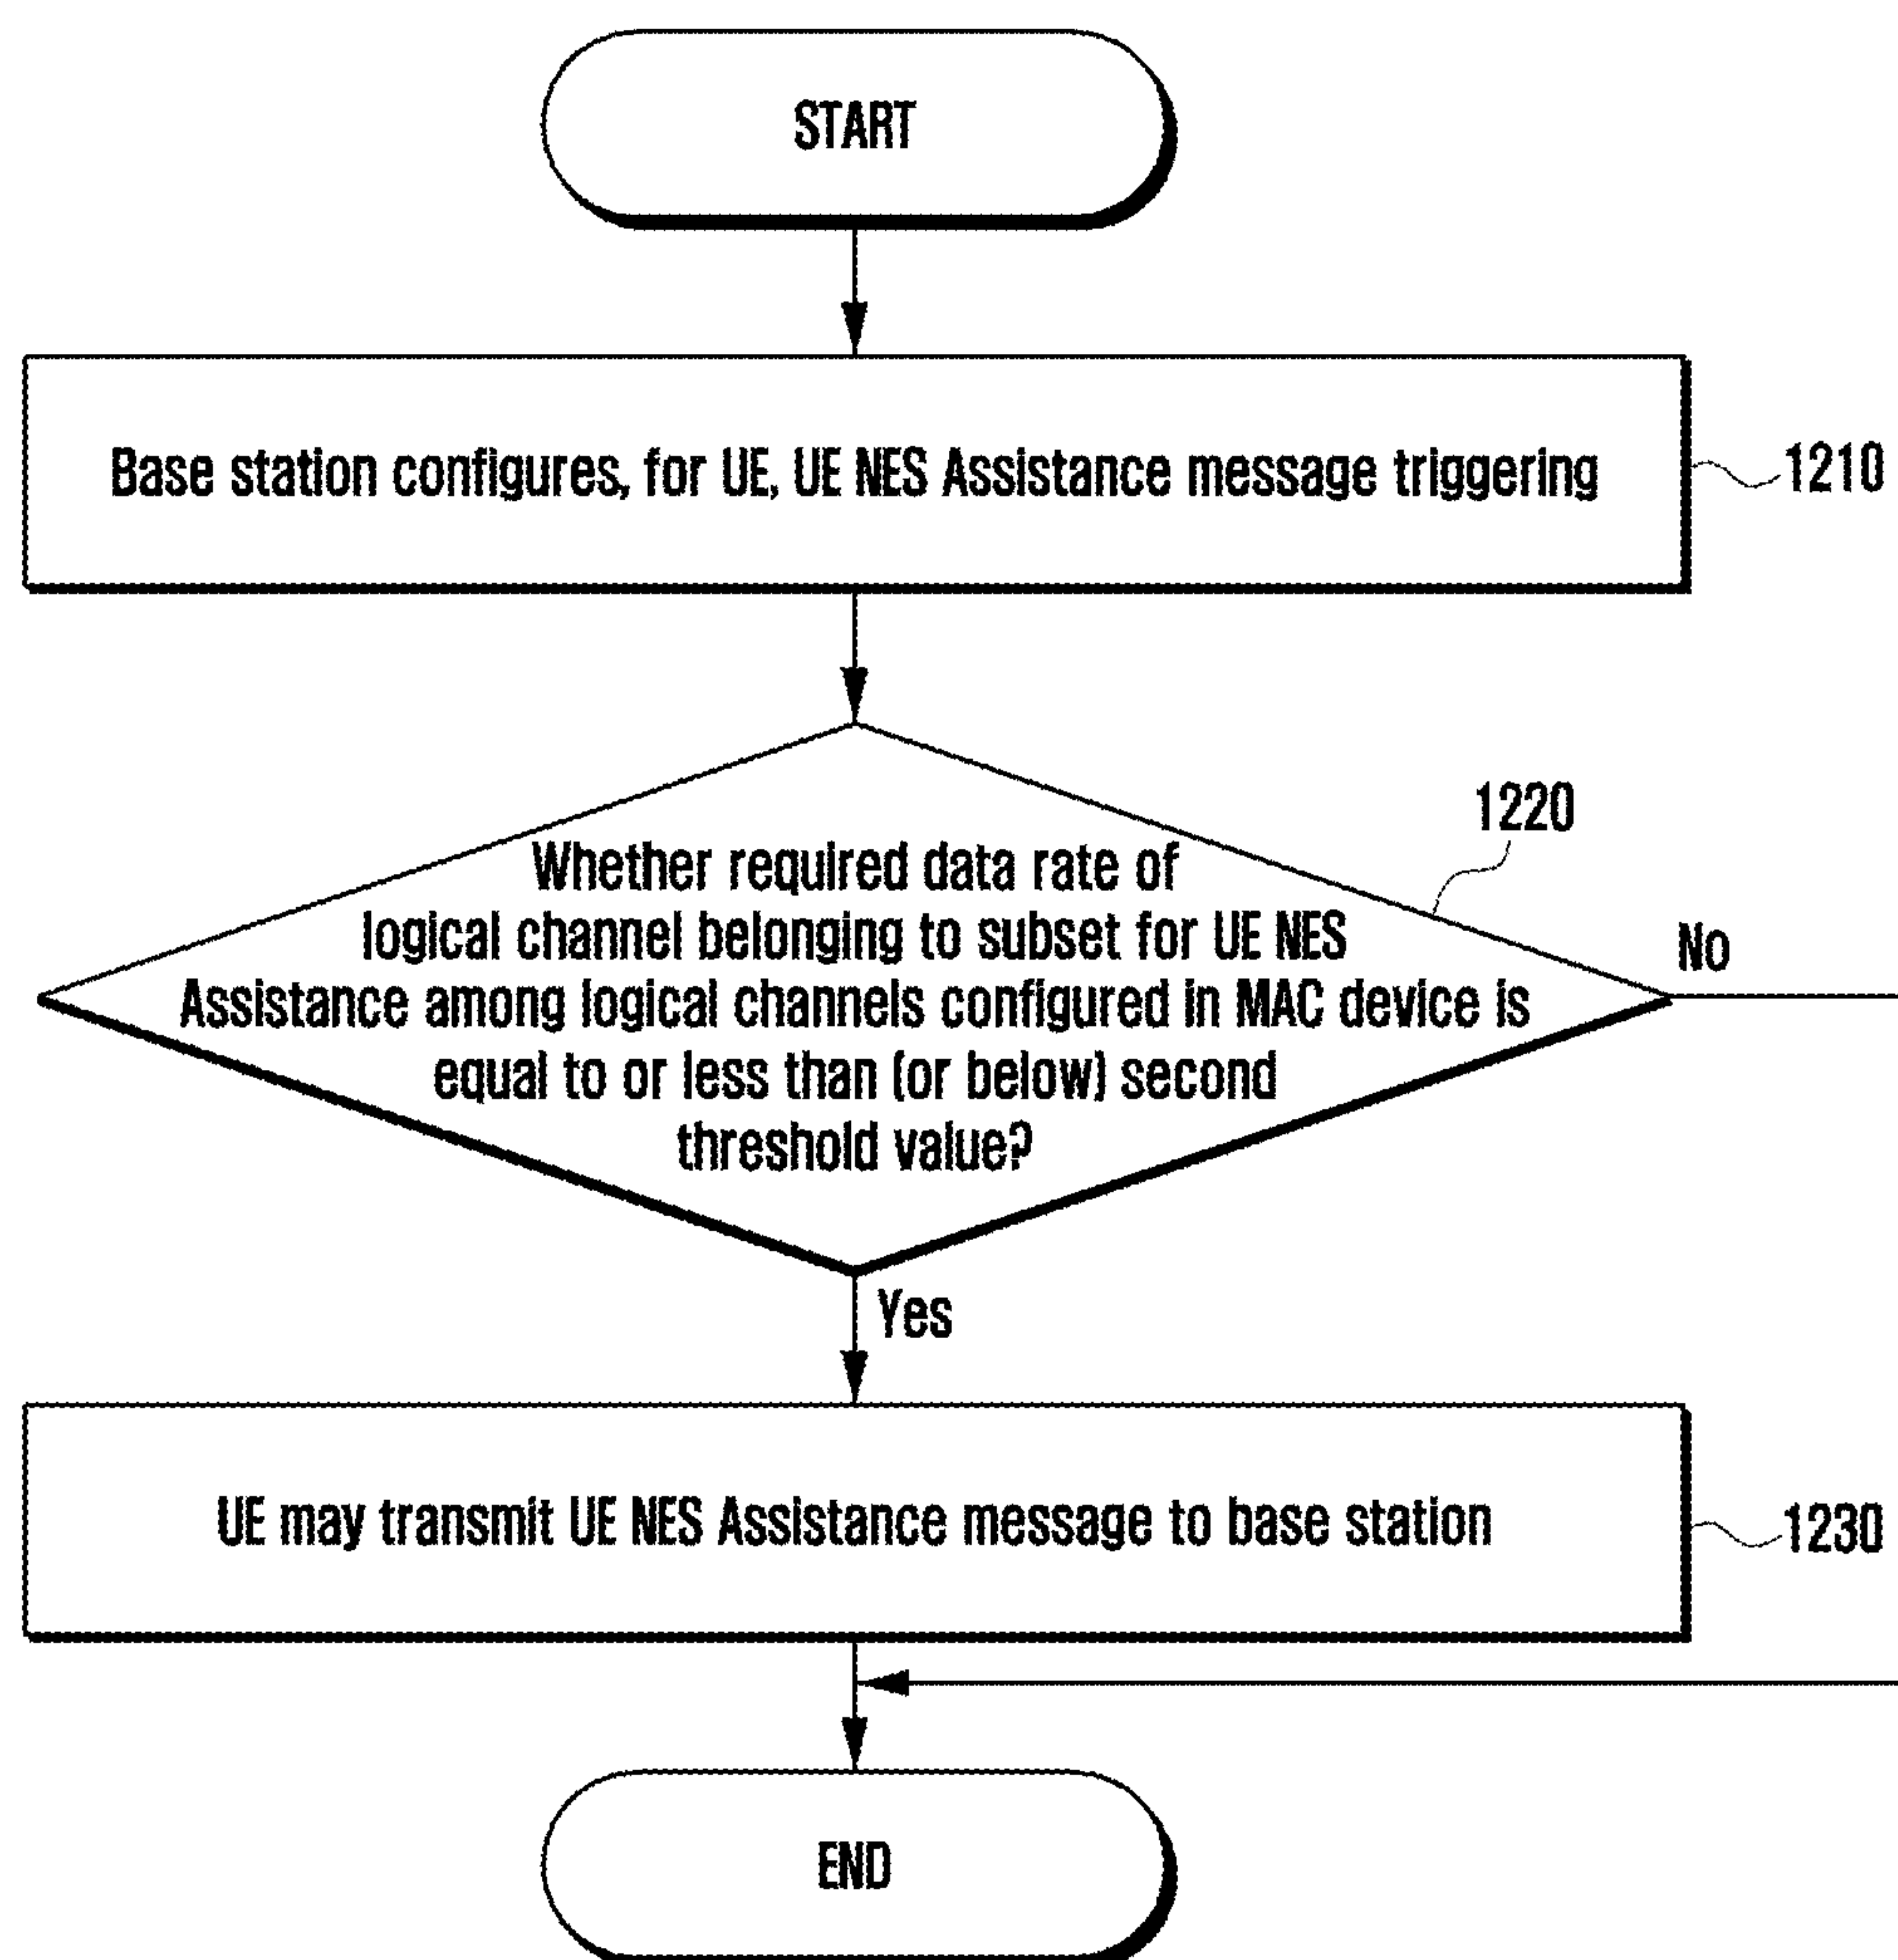 START
Base station configures, for UE, UE NES Assistance message triggering
1210
1220
Whether required data rate of
logical channel belonging to subset for UE NES
Assistance among logical channels configured in MAC device is
equal to or less than (or below) second
threshold value?
No
Yes
UE may transmit UE NES Assistance message to base station
1230
END